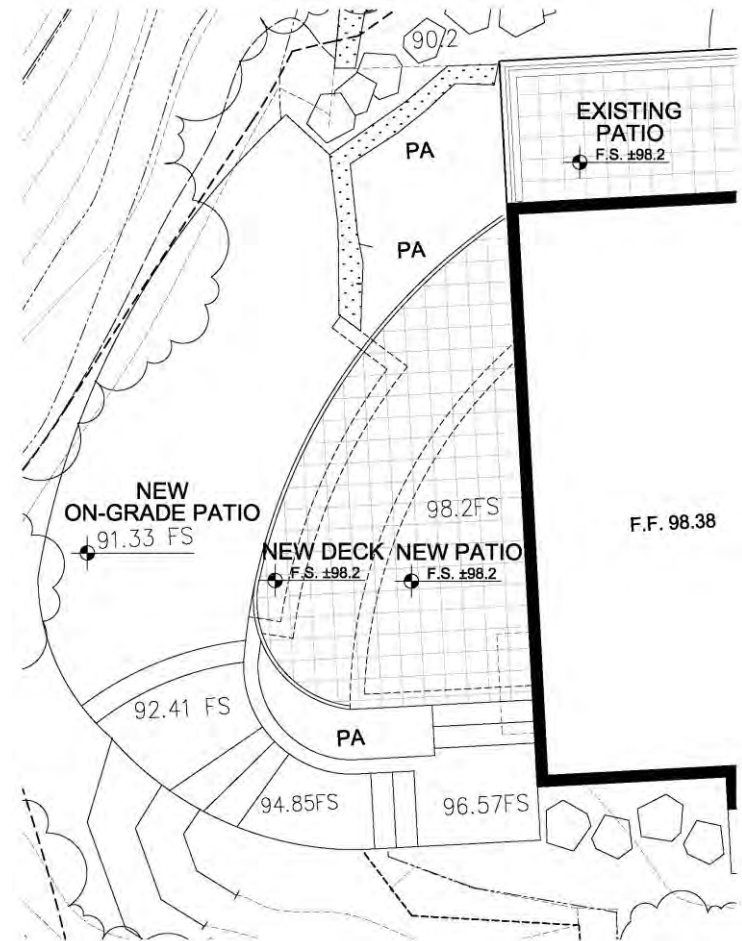 90.2
EXISTING
PATIO
F.S. ±98.2
PA
PA
NEW
ON-GRADE PATIO
91.33 FS
98.2FS
F.F. 98.38
NEW DECK
F.S. ±98.2
NEW PATIO
F.S. ±98.2
92.41 FS
PA
94.85FS
96.57FS